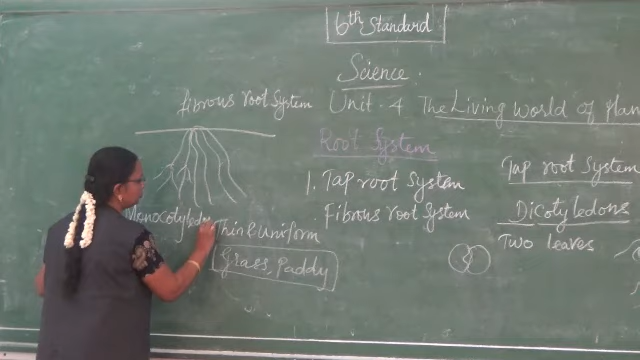 6th Standard
Science.
Unit. 4 The Living world of Plan
Root System
1. Tap root System
Fibrous root System
fibrous root System
Monocotyledo
Thin & uniform
Grass, Paddy
Tap root System
Dicotyledons
Two leaves